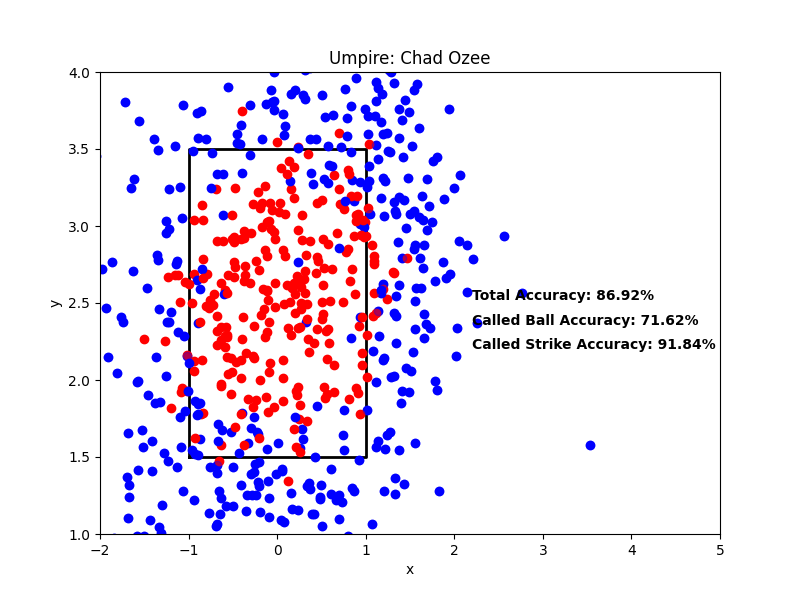 Umpire: Chad Ozee
4.0
3.5
3.0
2.5
2.0
1.5
1.0
y
Total Accuracy: 86.92%
Called Ball Accuracy: 71.62%
Called Strike Accuracy: 91.84%
−2 −1 0 1 2 3 4 5
x